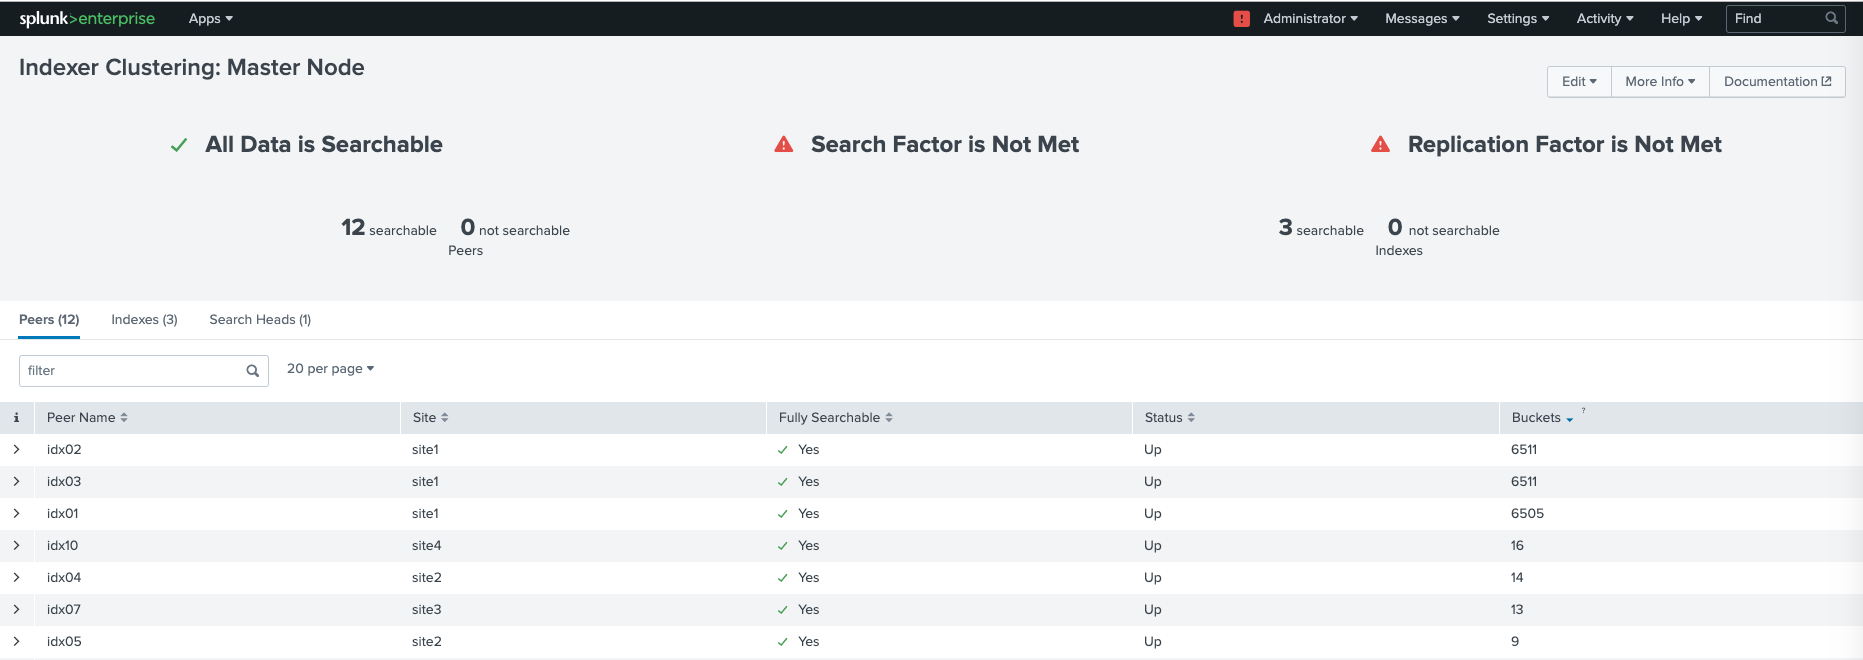 splunk>enterprise Apps Administrator Messages Settings Activity Help Find
Indexer Clustering: Master Node
Edit More Info Documentation
All Data is Searchable Search Factor is Not Met Replication Factor is Not Met
12 searchable 0 not searchable 3 searchable 0 not searchable
Peers Indexes
Peers (12) Indexes (3) Search Heads (1)
filter 20 per page
i Peer Name Site Fully Searchable Status Buckets ?
idx02 site1 Yes Up 6511
idx03 site1 Yes Up 6511
idx01 site1 Yes Up 6505
idx10 site4 Yes Up 16
idx04 site2 Yes Up 14
idx07 site3 Yes Up 13
idx05 site2 Yes Up 9